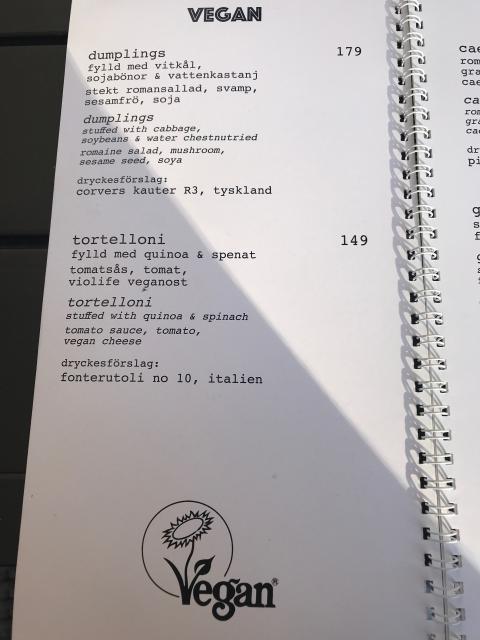 VEGAN
dumplings 179
fylld med vitkål,
sojabönor & vattenkastanj
stekt romansallad, svamp,
sesamfrö, soja
dumplings
stuffed with cabbage,
soybeans & water chestnutried
romaine salad, mushroom,
sesame seed, soya
dryckesförslag:
corvers kauter R3, tyskland
tortelloni 149
fylld med quinoa & spenat
tomatsås, tomat,
violife veganost
tortelloni
stuffed with quinoa & spinach
tomato sauce, tomato,
vegan cheese
dryckesförslag:
fonterutoli no 10, italien
Vegan®